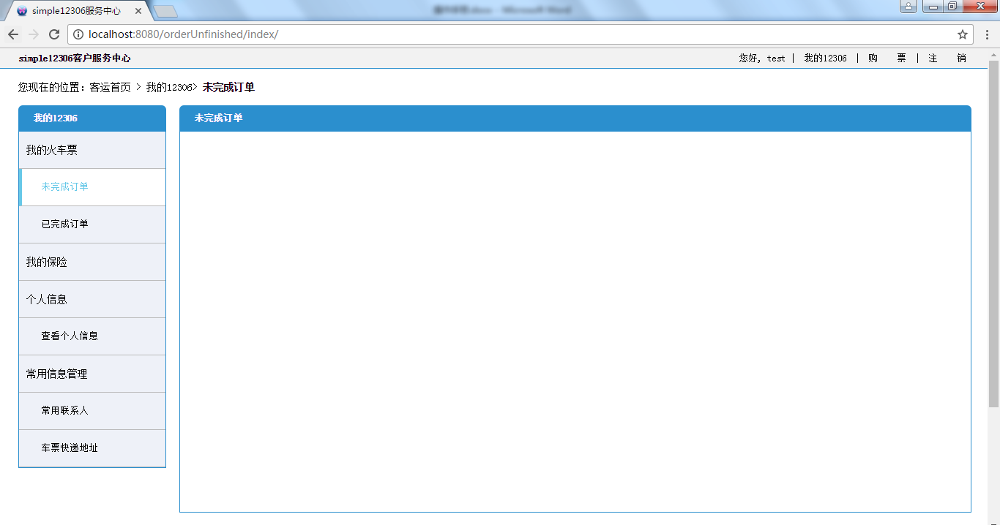 simple12306服务中心
localhost:8080/orderUnfinished/index/
simple12306客户服务中心 您好, test | 我的12306 | 购 票 | 注 销
您现在的位置：客运首页 > 我的12306> 未完成订单
我的12306
我的火车票
未完成订单
已完成订单
我的保险
个人信息
查看个人信息
常用信息管理
常用联系人
车票快递地址
未完成订单